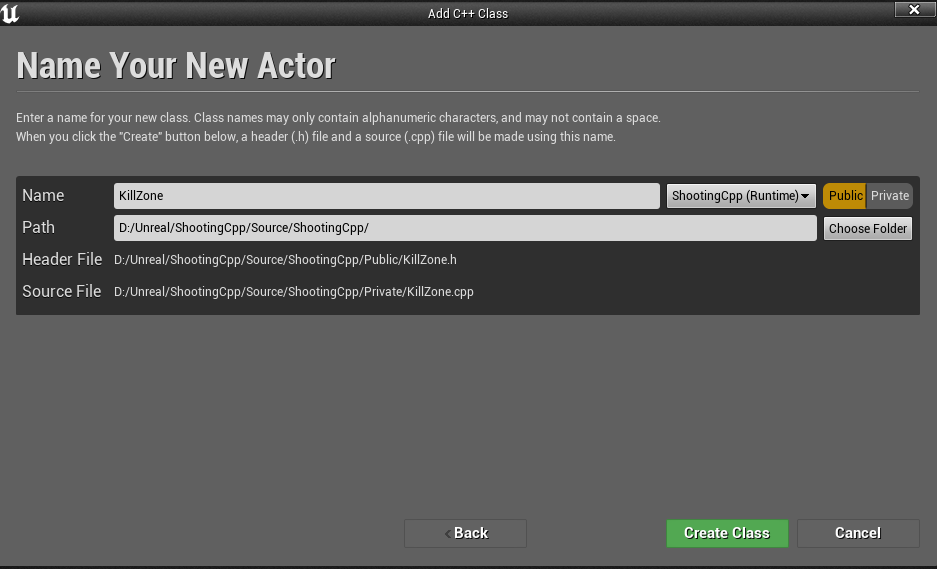 Add C++ Class
Name Your New Actor
Enter a name for your new class. Class names may only contain alphanumeric characters, and may not contain a space.
When you click the "Create" button below, a header (.h) file and a source (.cpp) file will be made using this name.
Name KillZone ShootingCpp (Runtime) Public Private
Path D:/Unreal/ShootingCpp/Source/ShootingCpp/ Choose Folder
Header File D:/Unreal/ShootingCpp/Source/ShootingCpp/Public/KillZone.h
Source File D:/Unreal/ShootingCpp/Source/ShootingCpp/Private/KillZone.cpp
Back Create Class Cancel